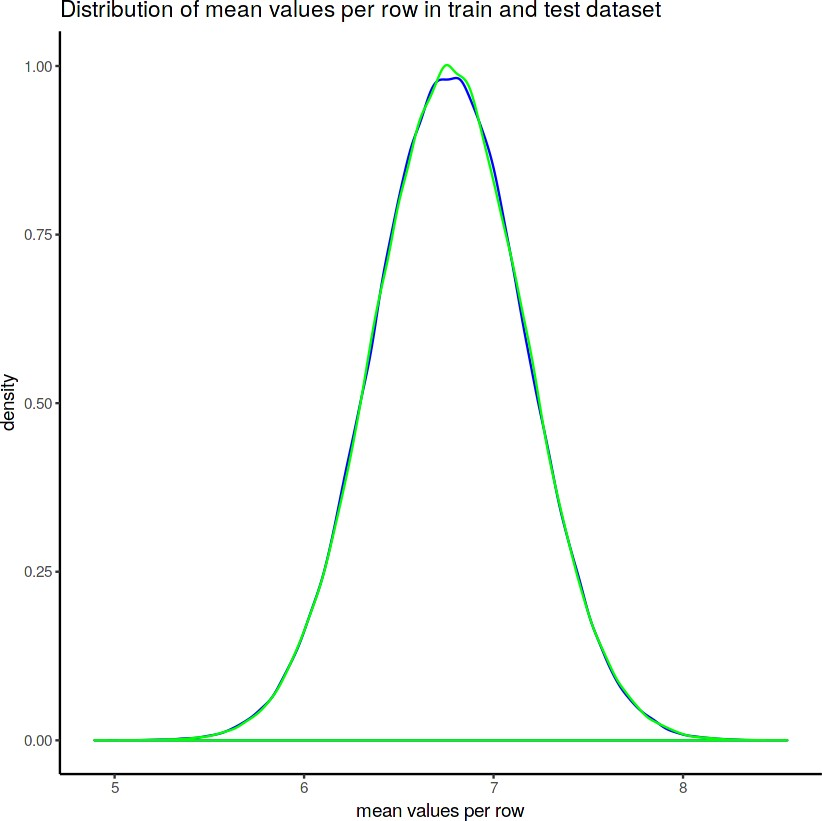 Distribution of mean values per row in train and test dataset
1.00
0.75
0.50
0.25
0.00
density
5 6 7 8
mean values per row